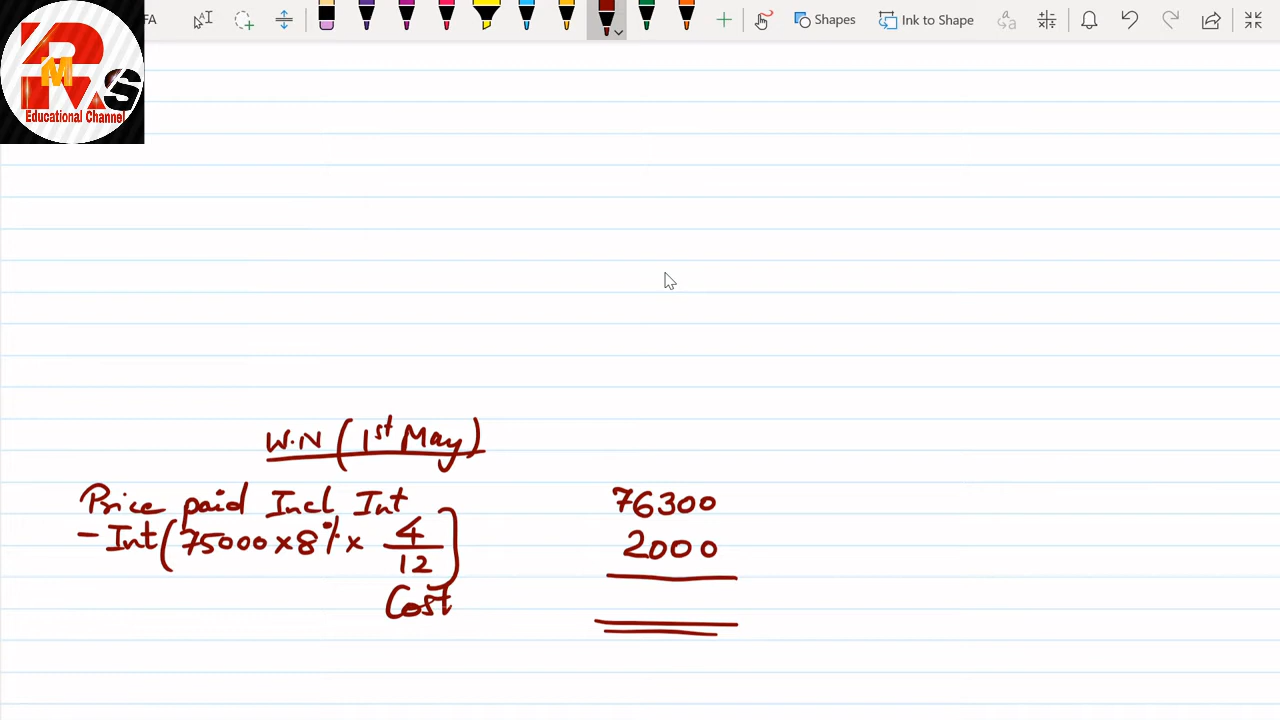 FA
Shapes
Ink to Shape
R
M
V
S
Educational Channel
W.N (1st May)
Price paid Incl Int 76300
- Int (75000 x 8% x 4/12) 2000
Cost